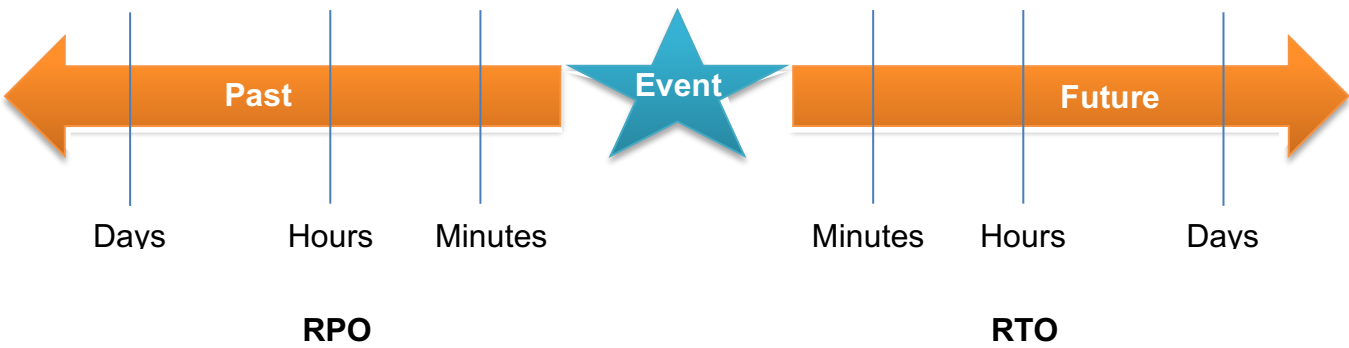 Past Event Future
Days Hours Minutes Minutes Hours Days
RPO RTO